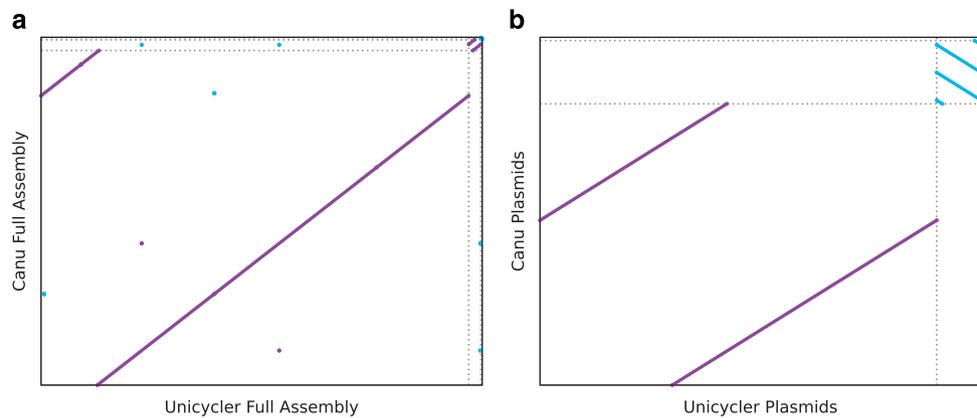 a
b
Canu Full Assembly
Unicycler Full Assembly
Canu Plasmids
Unicycler Plasmids